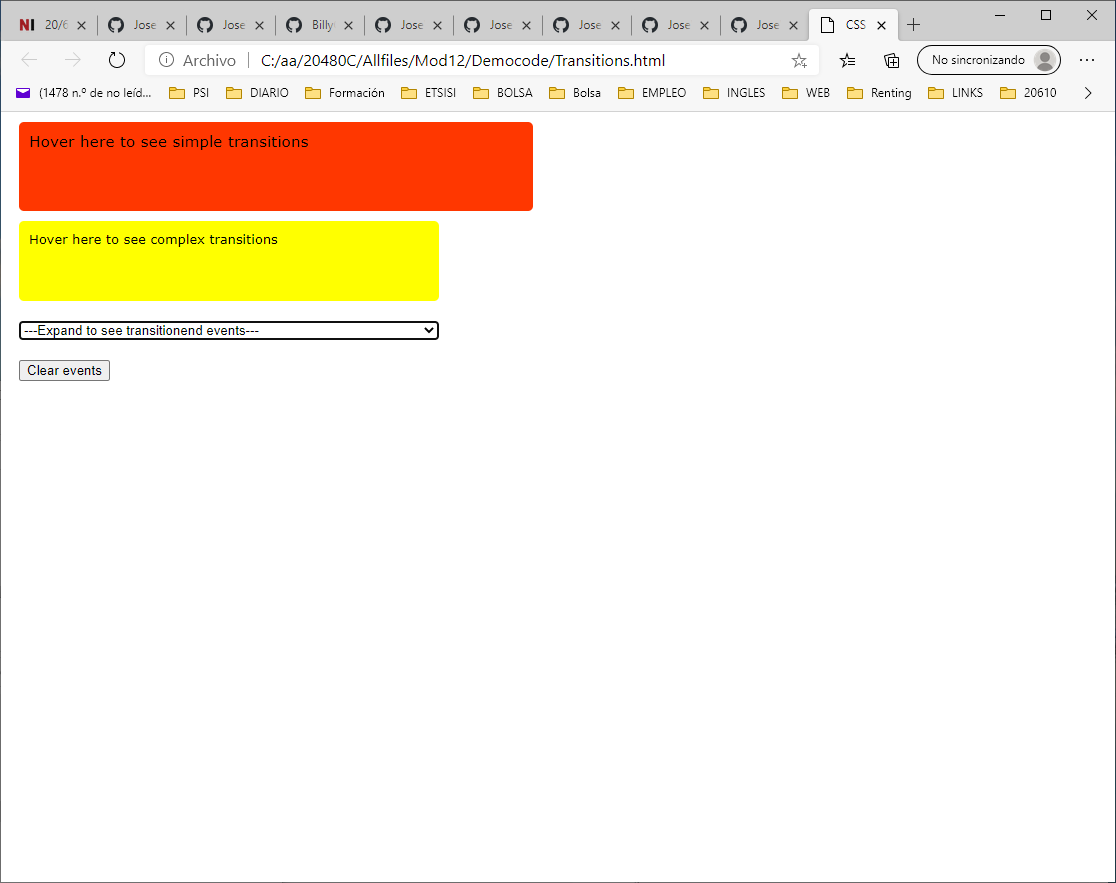 NI 20/6 Jose Jose Billy Jose Jose Jose Jose Jose CSS
Archivo C:/aa/20480C/Allfiles/Mod12/Democode/Transitions.html No sincronizando
(1478 n.º de no leíd... PSI DIARIO Formación ETSISI BOLSA Bolsa EMPLEO INGLES WEB Renting LINKS 20610
Hover here to see simple transitions
Hover here to see complex transitions
---Expand to see transitionend events---
Clear events